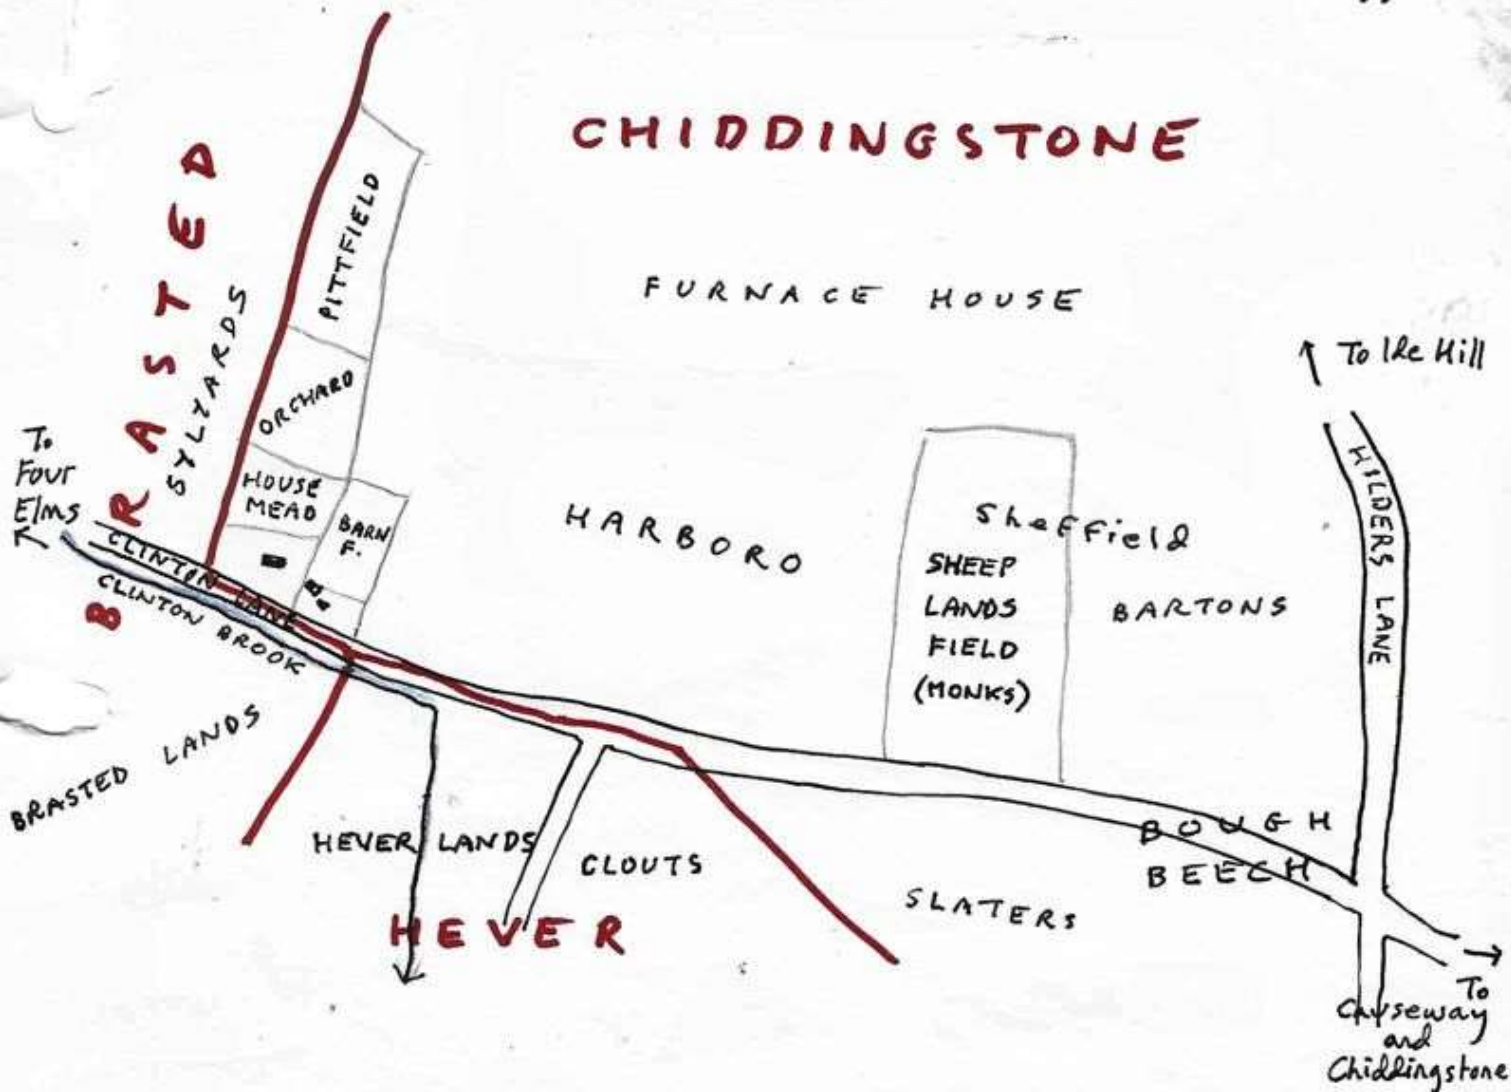 CHIDDINGSTONE
BRASTED
SYLYARDS
PITTFIELD
FURNACE HOUSE
To the Hill
ORCHARD
To
Four
Elms
HOUSE
MEAD
BARN
F.
HARBORO
Sheffield
SHEEP
LANDS
FIELD
(MONKS)
BARTONS
HILDERS LANE
CLINTON LANE
CLINTON BROOK
BRASTED LANDS
HEVER LANDS
CLOUTS
HEVER
SLATERS
BOUGH
BEECH
To
Causeway
and
Chiddingstone